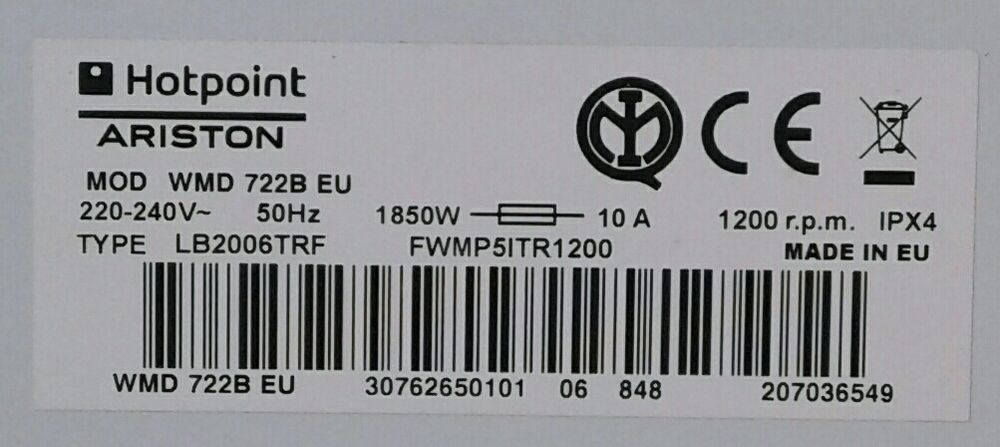 Hotpoint
ARISTON
MOD WMD 722B EU
220-240V~ 50Hz 1850W 10 A 1200 r.p.m. IPX4
TYPE LB2006TRF FWMP5ITR1200 MADE IN EU
WMD 722B EU 30762650101 06 848 207036549